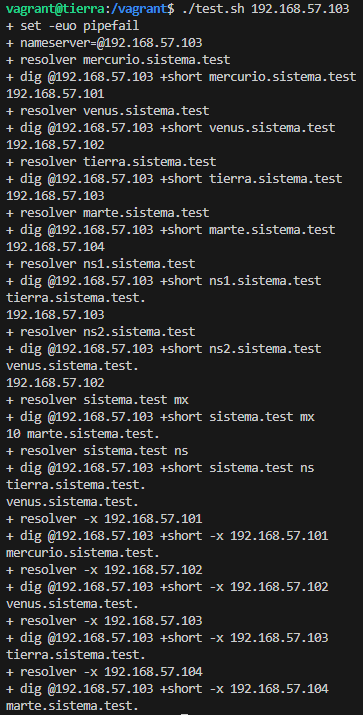 vagrant@tierra:/vagrant$ ./test.sh 192.168.57.103
+ set -euo pipefail
+ nameserver=@192.168.57.103
+ resolver mercurio.sistema.test
+ dig @192.168.57.103 +short mercurio.sistema.test
192.168.57.101
+ resolver venus.sistema.test
+ dig @192.168.57.103 +short venus.sistema.test
192.168.57.102
+ resolver tierra.sistema.test
+ dig @192.168.57.103 +short tierra.sistema.test
192.168.57.103
+ resolver marte.sistema.test
+ dig @192.168.57.103 +short marte.sistema.test
192.168.57.104
+ resolver ns1.sistema.test
+ dig @192.168.57.103 +short ns1.sistema.test
tierra.sistema.test.
192.168.57.103
+ resolver ns2.sistema.test
+ dig @192.168.57.103 +short ns2.sistema.test
venus.sistema.test.
192.168.57.102
+ resolver sistema.test mx
+ dig @192.168.57.103 +short sistema.test mx
10 marte.sistema.test.
+ resolver sistema.test ns
+ dig @192.168.57.103 +short sistema.test ns
tierra.sistema.test.
venus.sistema.test.
+ resolver -x 192.168.57.101
+ dig @192.168.57.103 +short -x 192.168.57.101
mercurio.sistema.test.
+ resolver -x 192.168.57.102
+ dig @192.168.57.103 +short -x 192.168.57.102
venus.sistema.test.
+ resolver -x 192.168.57.103
+ dig @192.168.57.103 +short -x 192.168.57.103
tierra.sistema.test.
+ resolver -x 192.168.57.104
+ dig @192.168.57.103 +short -x 192.168.57.104
marte.sistema.test.